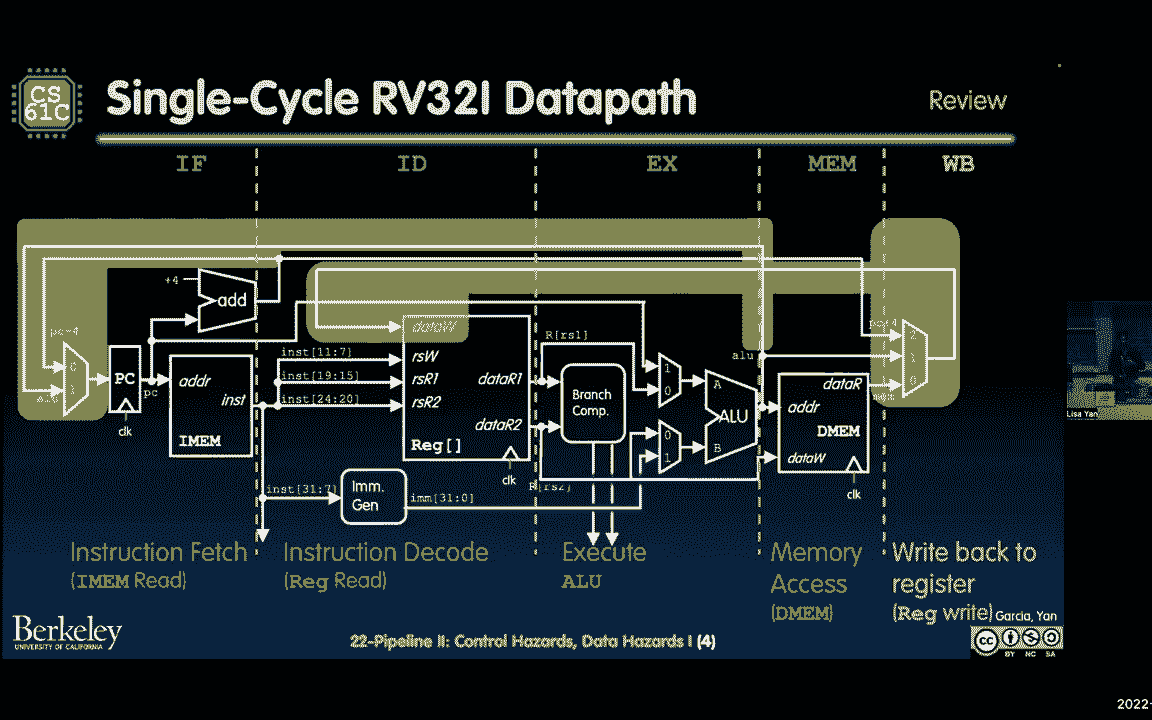 CS
61C
Single-Cycle RV32I Datapath
Review
IF
ID
EX
MEM
WB
+4
add
pc+4
0
1
PC
pc
clk
addr
inst
IMEM
inst[11:7]
inst[19:15]
inst[24:20]
inst[31:7]
dataW
rsW
rsR1
rsR2
dataR1
dataR2
Reg[]
clk
Imm.
Gen
imm[31:0]
R[rs1]
R[rs2]
Branch
Comp.
1
0
0
1
A
ALU
B
alu
addr
dataR
DMEM
dataW
clk
2
1
0
Instruction Fetch
(IMEM Read)
Instruction Decode
(Reg Read)
Execute
ALU
Memory
Access
(DMEM)
Write back to
register
(Reg write)
Garcia, Yan
Berkeley
UNIVERSITY OF CALIFORNIA
22-Pipeline II: Control Hazards, Data Hazards I (4)
cc
BY NC SA
Lisa Yan
2022-